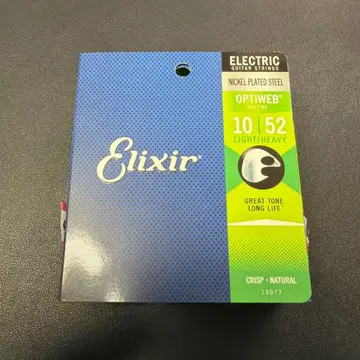 ELECTRIC
GUITAR STRINGS
NICKEL PLATED STEEL
OPTIWEB®
COATING
10 | 52
LIGHT/HEAVY
Elixir®
GREAT TONE
LONG LIFE™
CRISP • NATURAL
19077